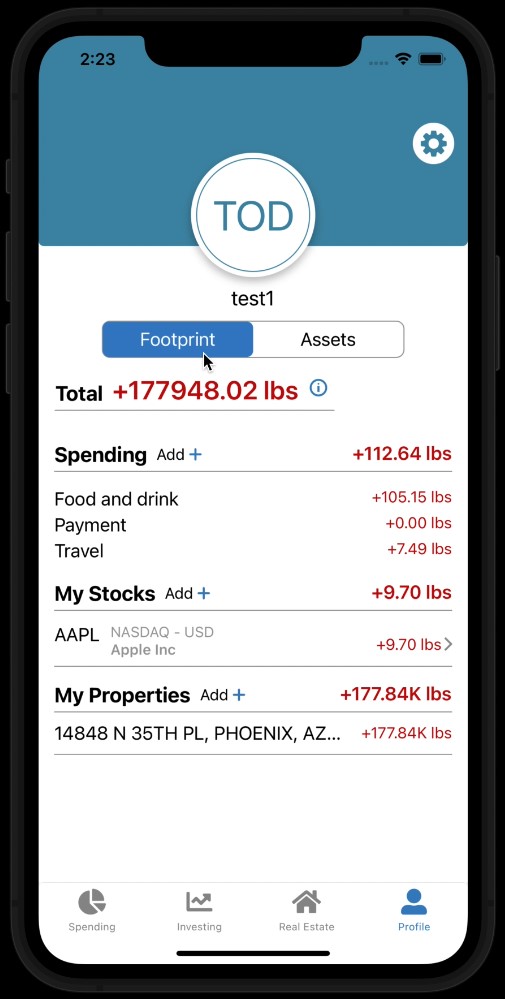 2:23
TOD
test1
Footprint Assets
Total +177948.02 lbs
Spending Add + +112.64 lbs
Food and drink +105.15 lbs
Payment +0.00 lbs
Travel +7.49 lbs
My Stocks Add + +9.70 lbs
AAPL NASDAQ - USD
Apple Inc +9.70 lbs
My Properties Add + +177.84K lbs
14848 N 35TH PL, PHOENIX, AZ... +177.84K lbs
Spending Investing Real Estate Profile